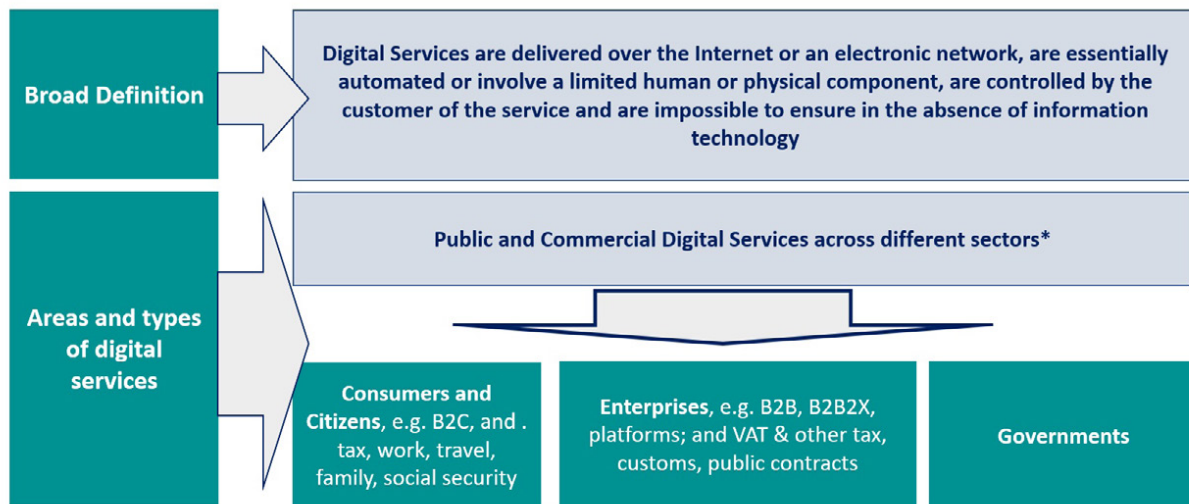 Broad Definition
Digital Services are delivered over the Internet or an electronic network, are essentially
automated or involve a limited human or physical component, are controlled by the
customer of the service and are impossible to ensure in the absence of information
technology
Areas and types
of digital
services
Public and Commercial Digital Services across different sectors*
Consumers and
Citizens, e.g. B2C, and .
tax, work, travel,
family, social security
Enterprises, e.g. B2B, B2B2X,
platforms; and VAT & other tax,
customs, public contracts
Governments